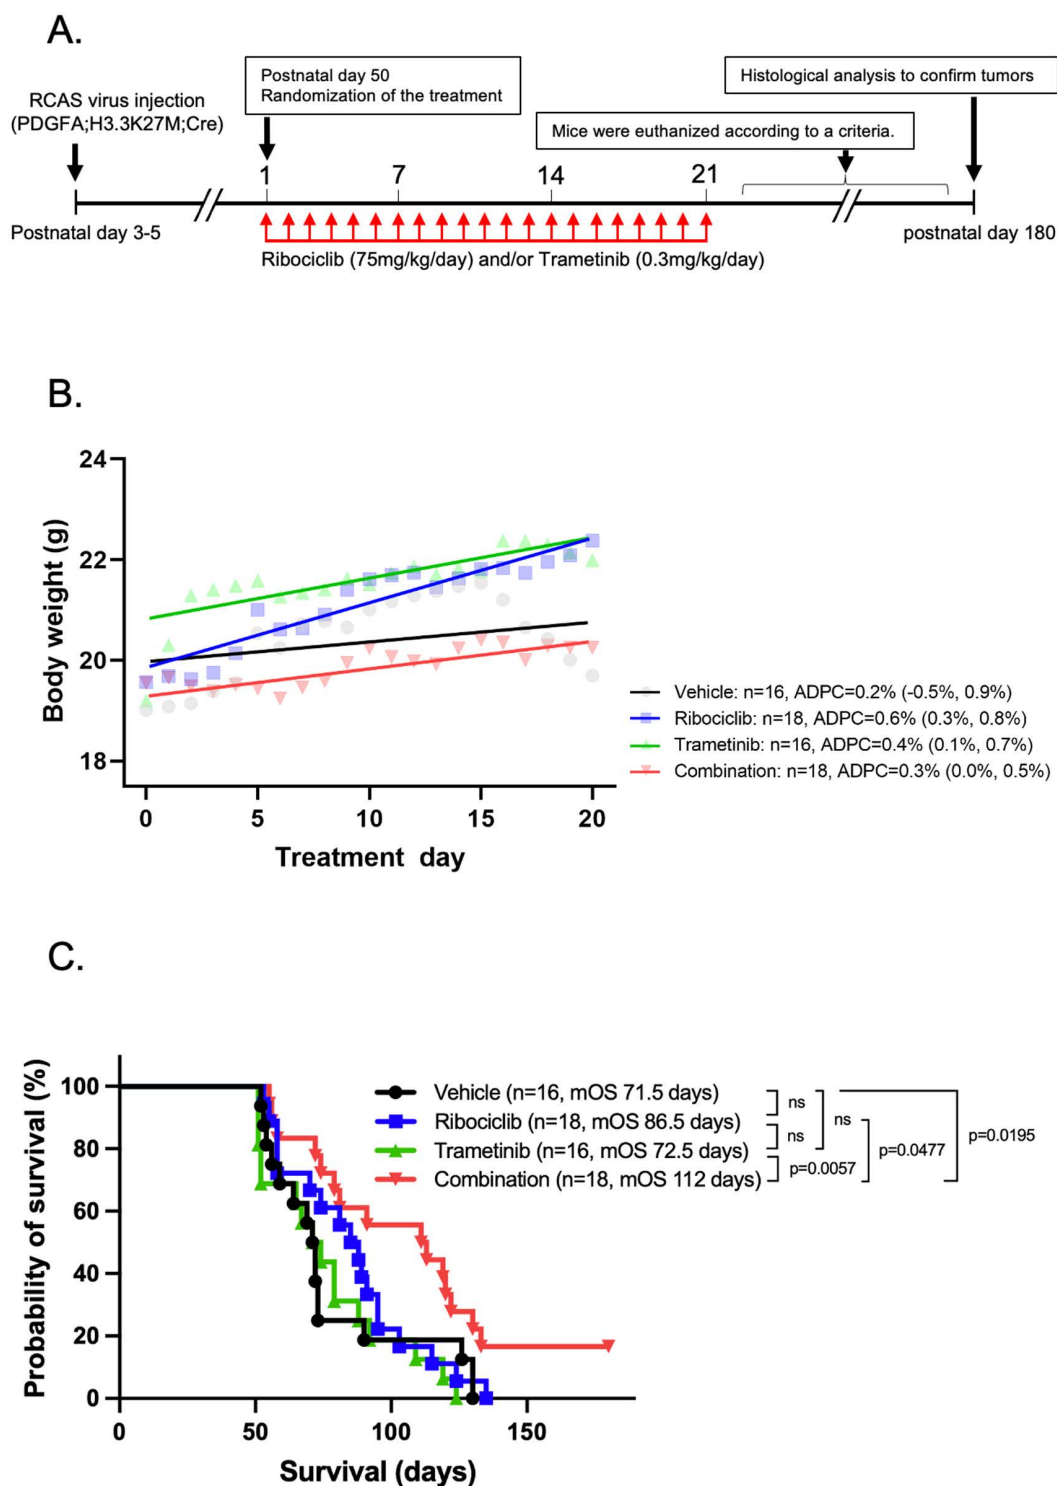 A.
Postnatal day 50
Randomization of the treatment
Histological analysis to confirm tumors
RCAS virus injection
(PDGFA;H3.3K27M;Cre)
Mice were euthanized according to a criteria.
1 7 14 21
Postnatal day 3-5
postnatal day 180
Ribociclib (75mg/kg/day) and/or Trametinib (0.3mg/kg/day)
B.
Body weight (g)
24
22
20
18
0 5 10 15 20
Treatment day
Vehicle: n=16, ADPC=0.2% (-0.5%, 0.9%)
Ribociclib: n=18, ADPC=0.6% (0.3%, 0.8%)
Trametinib: n=16, ADPC=0.4% (0.1%, 0.7%)
Combination: n=18, ADPC=0.3% (0.0%, 0.5%)
C.
Probability of survival (%)
100
80
60
40
20
0
0 50 100 150
Survival (days)
Vehicle (n=16, mOS 71.5 days)
Ribociclib (n=18, mOS 86.5 days)
Trametinib (n=16, mOS 72.5 days)
Combination (n=18, mOS 112 days)
ns
ns
p=0.0057
ns
p=0.0477
p=0.0195